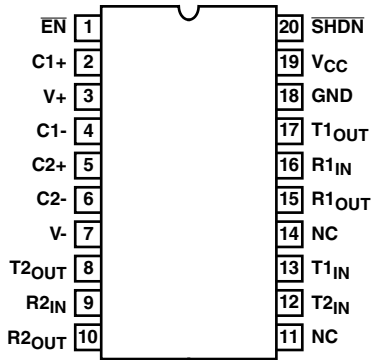 EN 1 20 SHDN
C1+ 2 19 VCC
V+ 3 18 GND
C1- 4 17 T1OUT
C2+ 5 16 R1IN
C2- 6 15 R1OUT
V- 7 14 NC
T2OUT 8 13 T1IN
R2IN 9 12 T2IN
R2OUT 10 11 NC